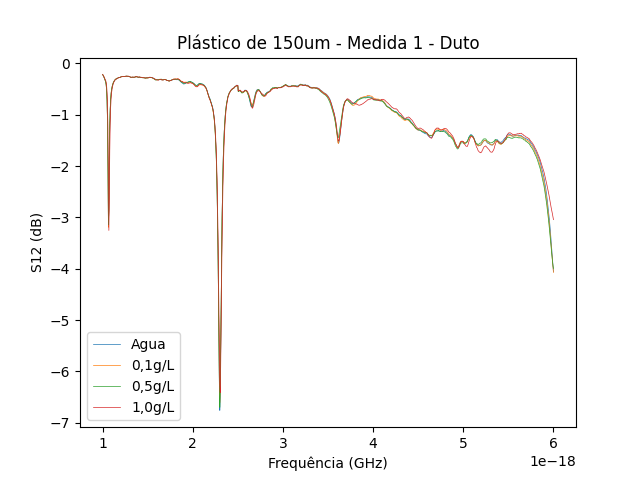 Plástico de 150um - Medida 1 - Duto
S12 (dB)
0
−1
−2
−3
−4
−5
−6
−7
Agua
0,1g/L
0,5g/L
1,0g/L
1 2 3 4 5 6
1e−18
Frequência (GHz)